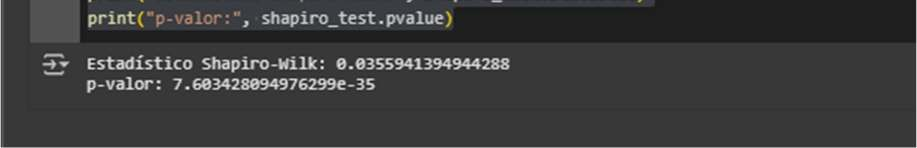 print("p-valor:", shapiro_test.pvalue)
Estadístico Shapiro-Wilk: 0.0355941394944288
p-valor: 7.603428094976299e-35